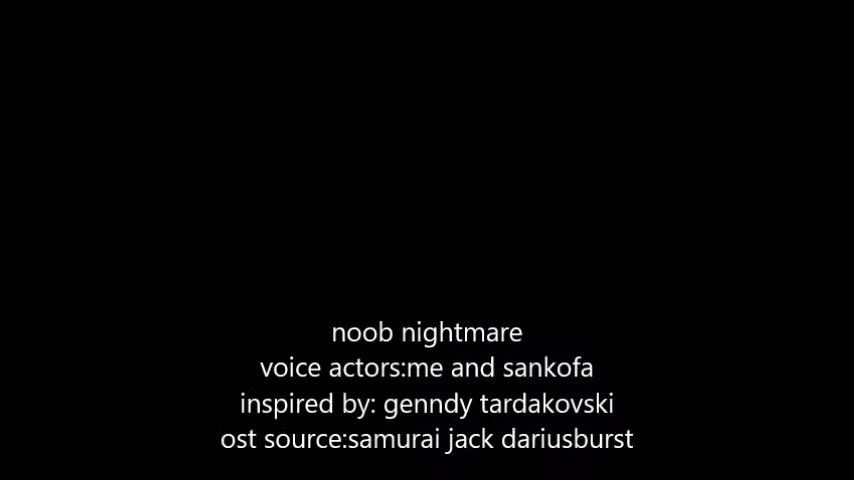 noob nightmare
voice actors:me and sankofa
inspired by: genndy tardakovski
ost source:samurai jack dariusburst